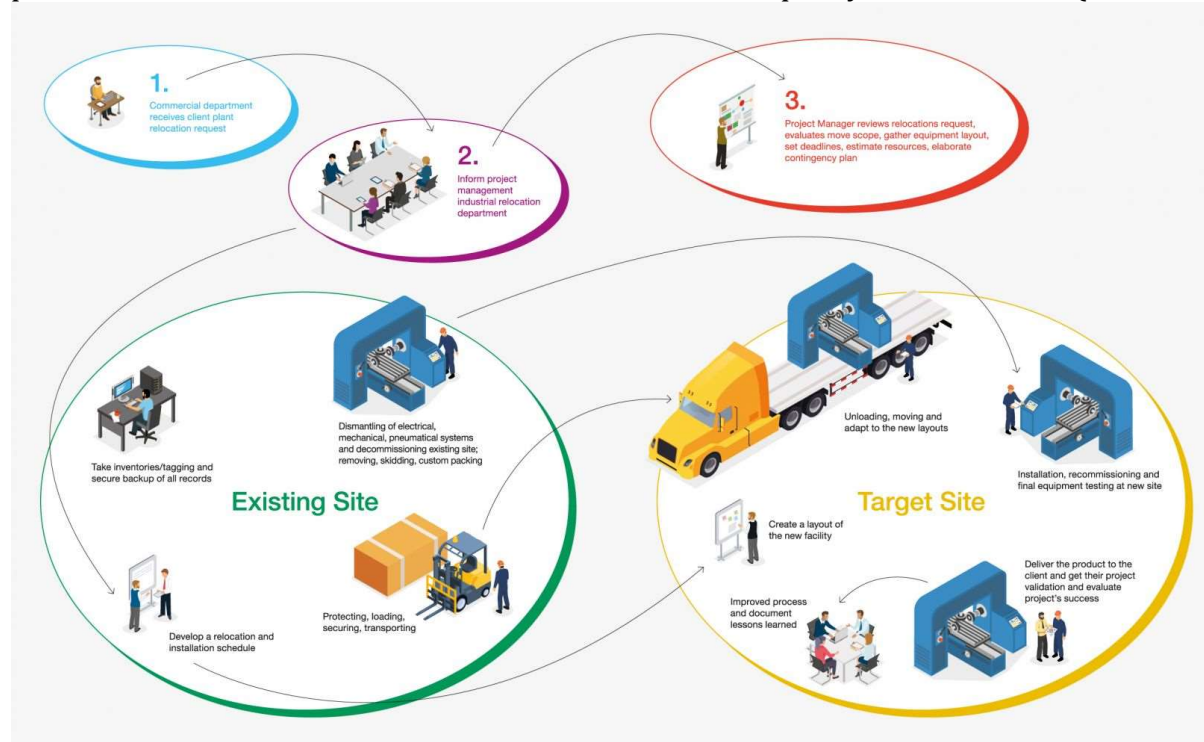 1.
Commercial department
receives client plant
relocation request
2.
Inform project
management
industrial relocation
department
3.
Project Manager reviews relocations request,
evaluates move scope, gather equipment layout,
set deadlines, estimate resources, elaborate
contingency plan
Take inventories/tagging and
secure backup of all records
Dismantling of electrical,
mechanical, pneumatical systems
and decommissioning existing site;
removing, skidding, custom packing
Existing Site
Develop a relocation and
installation schedule
Protecting, loading,
securing, transporting
Unloading, moving and
adapt to the new layouts
Installation, recommissioning and
final equipment testing at new site
Target Site
Create a layout of
the new facility
Improved process
and document
lessons learned
Deliver the product to the
client and get their project
validation and evaluate
project's success